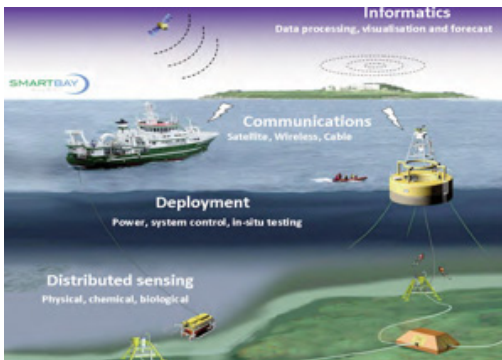 Informatics
Data processing, visualisation and forecast
SMARTBAY
Communications
Satellite, Wireless, Cable
Deployment
Power, system control, in-situ testing
Distributed sensing
Physical, chemical, biological